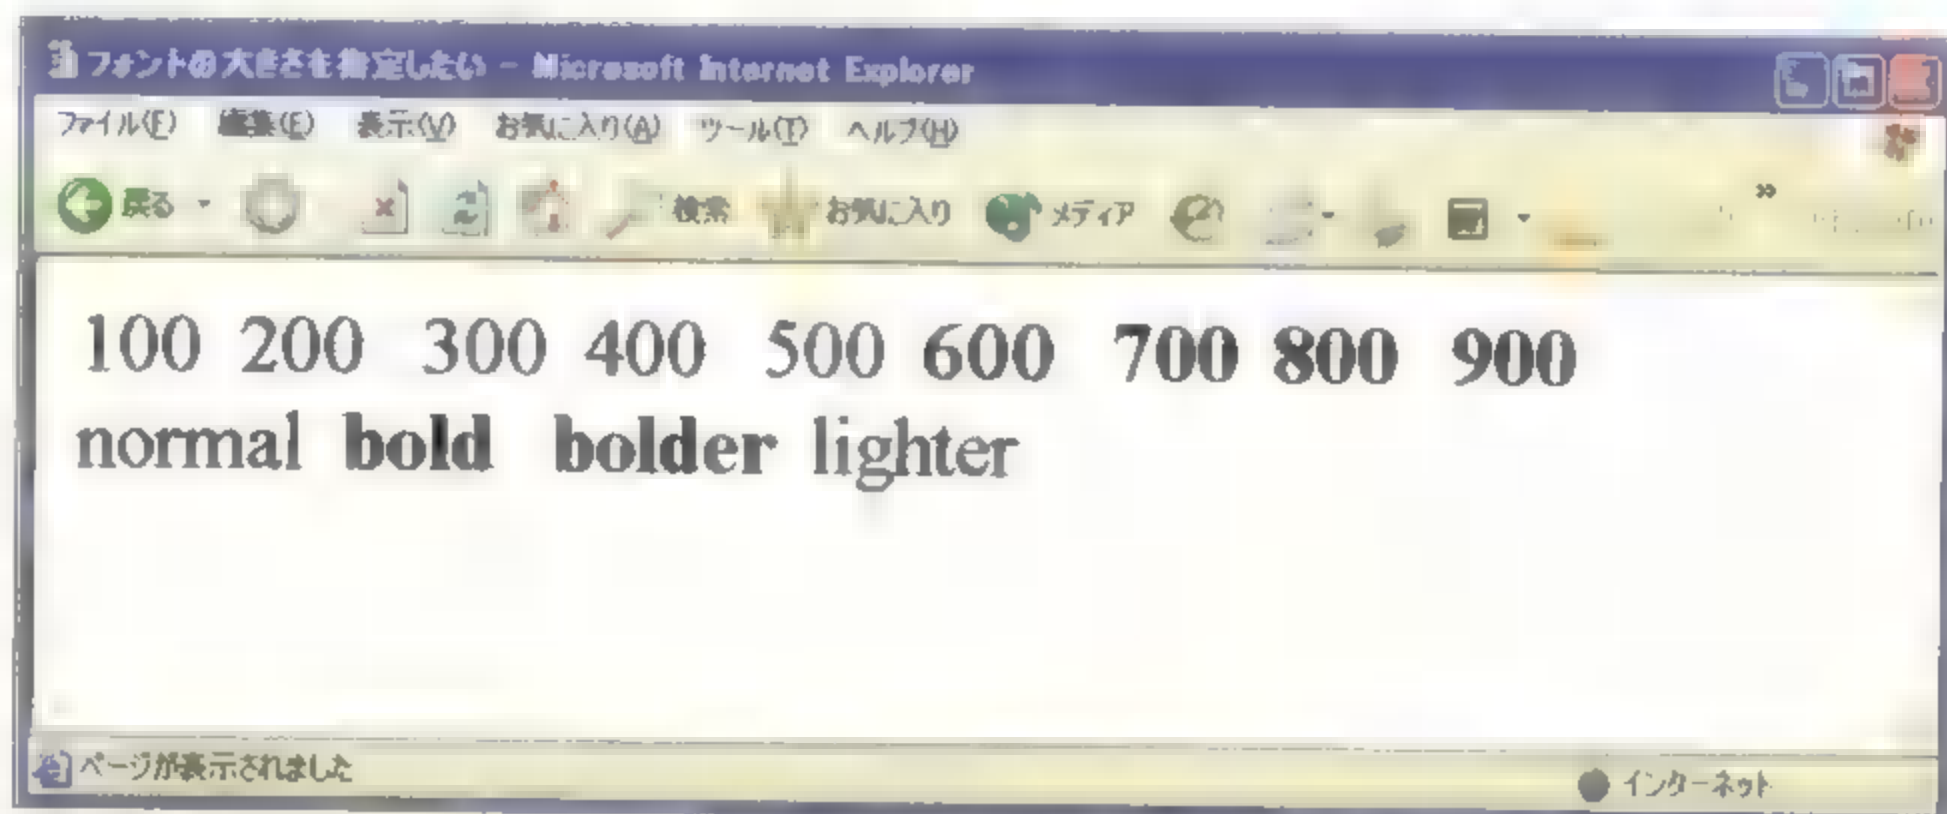 フォントの大きさを指定したい - Microsoft Internet Explorer
ファイル(F) 編集(E) 表示(V) お気に入り(A) ツール(T) ヘルプ(H)
戻る 検索 お気に入り メディア »
100 200 300 400 500 600 700 800 900
normal bold bolder lighter
ページが表示されました インターネット